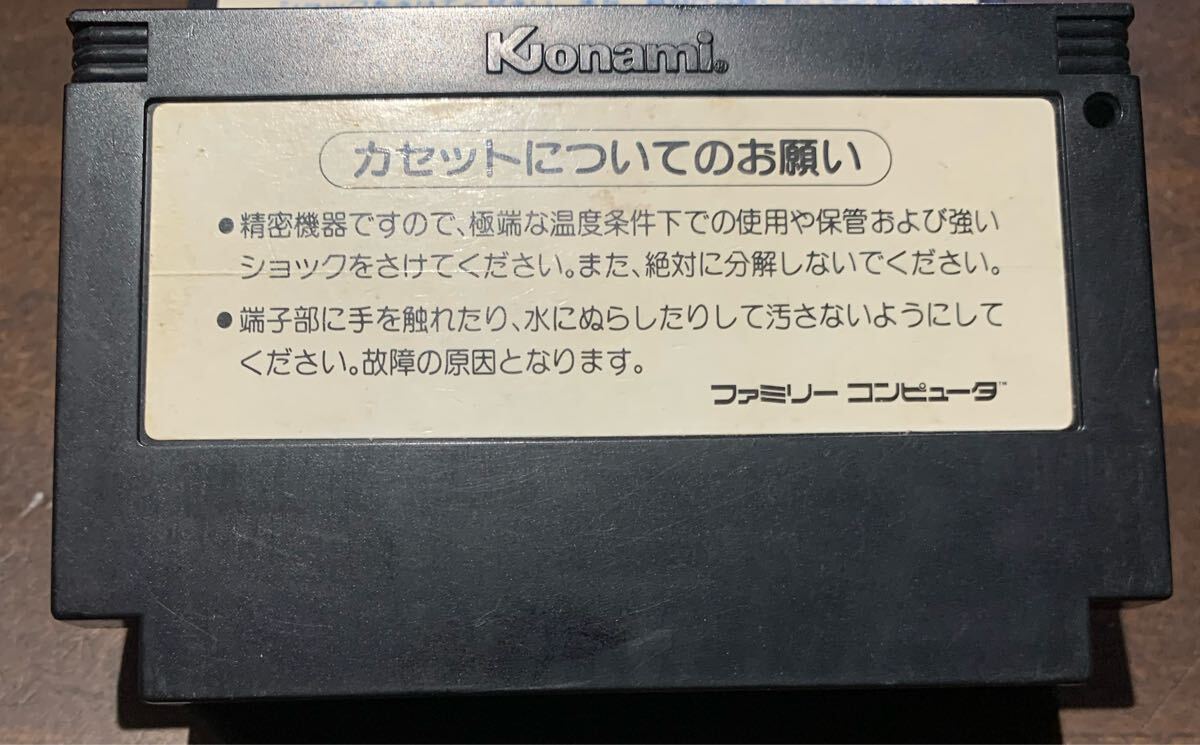 Konami®
カセットについてのお願い
●精密機器ですので、極端な温度条件下での使用や保管および強い
ショックをさけてください。また、絶対に分解しないでください。
●端子部に手を触れたり、水にぬらしたりして汚さないようにして
ください。故障の原因となります。
ファミリー コンピュータ™